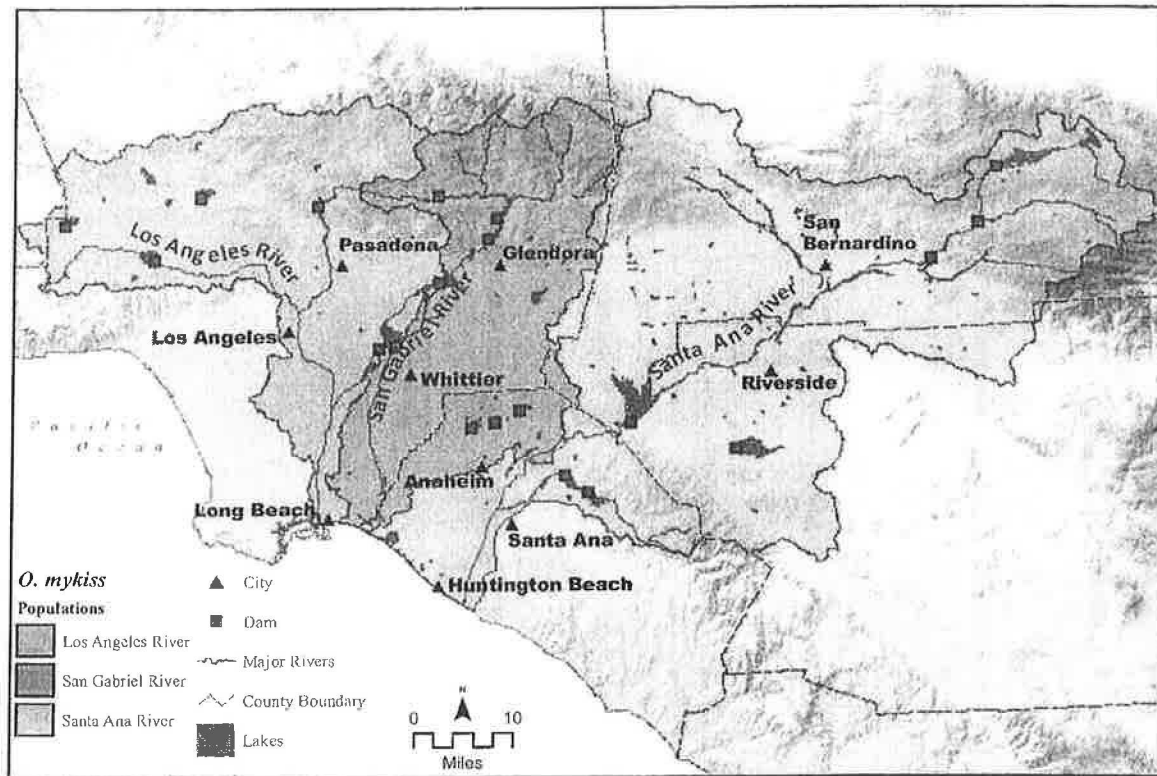 San
Bernardino
Pasadena
Glendora
Los Angeles River
San Gabriel River
Santa Ana River
Los Angeles
Whittier
Riverside
Pacific
Ocean
Anaheim
Long Beach
Santa Ana
Huntington Beach
O. mykiss
Populations
Los Angeles River
San Gabriel River
Santa Ana River
City
Dam
Major Rivers
County Boundary
Lakes
N
0 10
Miles